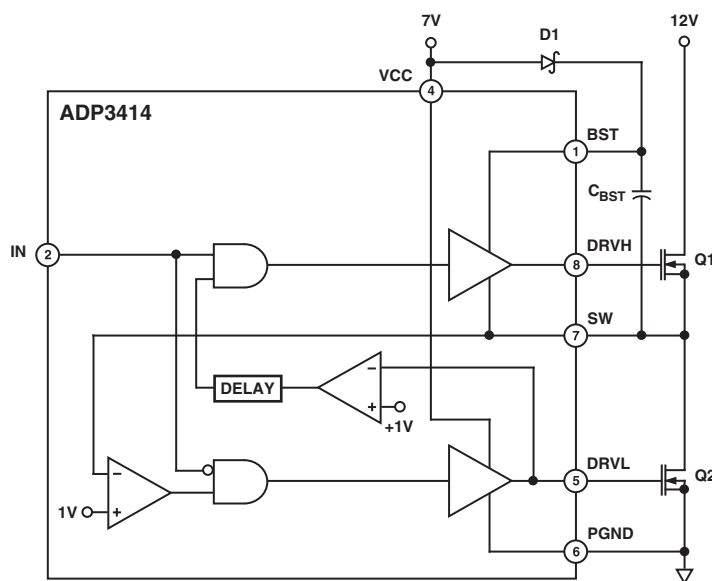 7V
D1
12V
VCC
4
ADP3414
BST
1
C_BST
IN
2
DRVH
8
Q1
SW
7
DELAY
–
+
+1V
–
1V
+
DRVL
5
Q2
PGND
6